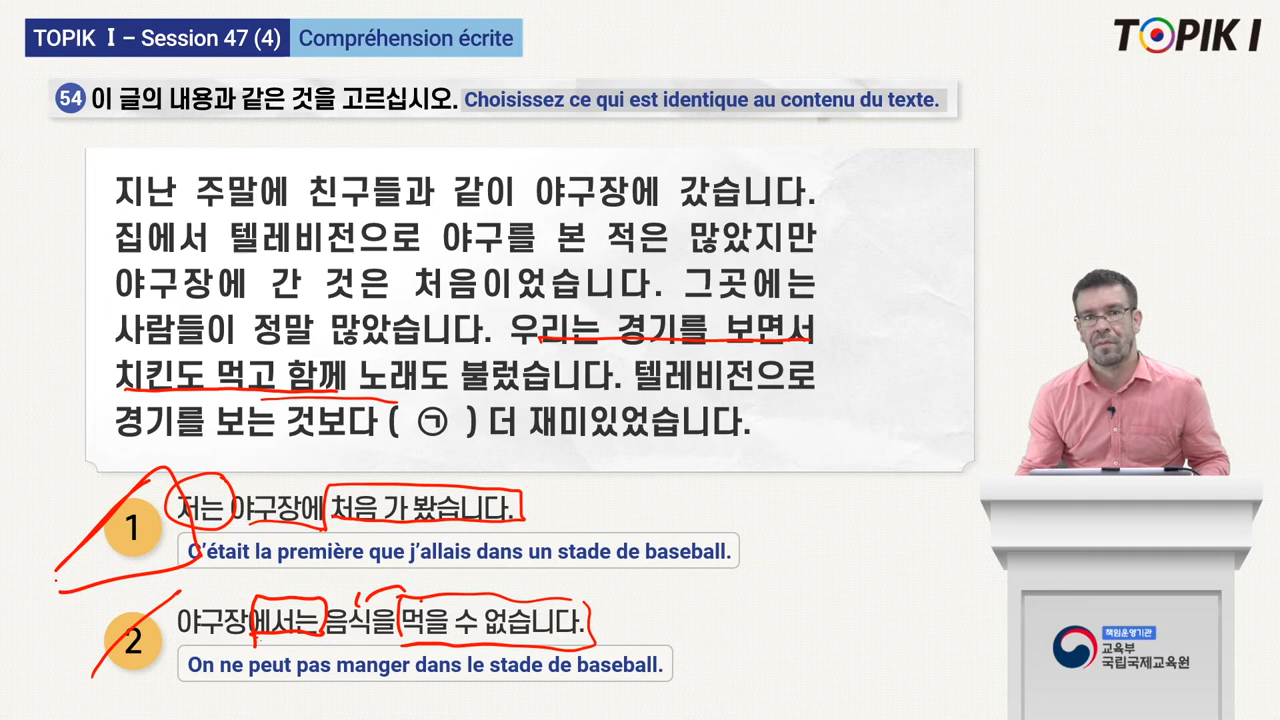 TOPIK I – Session 47 (4) Compréhension écrite
TOPIK I
54 이 글의 내용과 같은 것을 고르십시오. Choisissez ce qui est identique au contenu du texte.
지난 주말에 친구들과 같이 야구장에 갔습니다.
집에서 텔레비전으로 야구를 본 적은 많았지만
야구장에 간 것은 처음이었습니다. 그곳에는
사람들이 정말 많았습니다. 우리는 경기를 보면서
치킨도 먹고 함께 노래도 불렀습니다. 텔레비전으로
경기를 보는 것보다 ( ㉠ ) 더 재미있었습니다.
1 저는 야구장에 처음 가 봤습니다.
C'était la première que j'allais dans un stade de baseball.
2 야구장에서는 음식을 먹을 수 없습니다.
On ne peut pas manger dans le stade de baseball.
책임운영기관
교육부
국립국제교육원